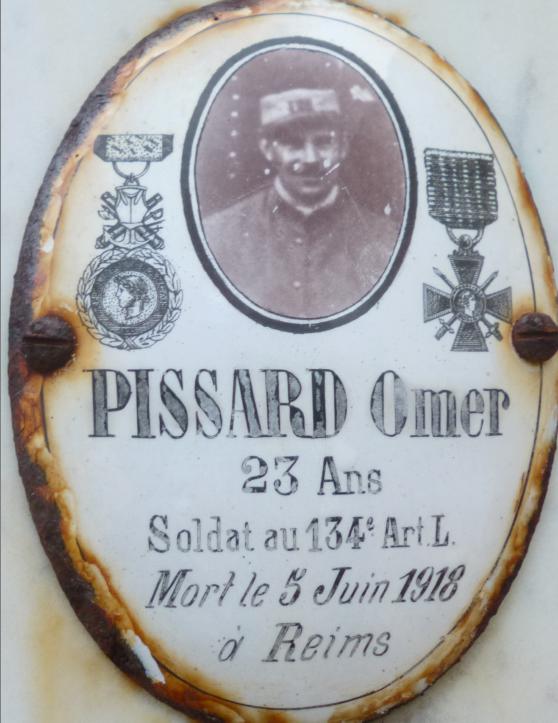 PISSARD Omer
23 Ans
Soldat au 134e Art. L.
Mort le 5 Juin 1918
à Reims